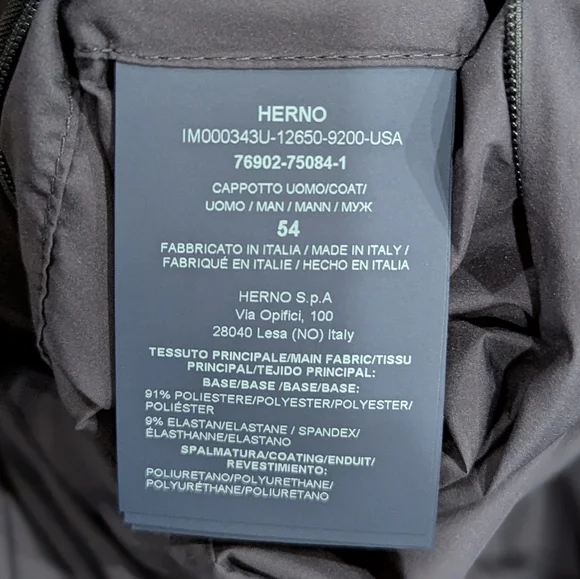 HERNO
IM000343U-12650-9200-USA
76902-75084-1
CAPPOTTO UOMO/COAT/
UOMO / MAN / MANN / МУЖ
54
FABBRICATO IN ITALIA / MADE IN ITALY /
FABRIQUÉ EN ITALIE / HECHO EN ITALIA
HERNO S.p.A
Via Opifici, 100
28040 Lesa (NO) Italy
TESSUTO PRINCIPALE/MAIN FABRIC/TISSU
PRINCIPAL/TEJIDO PRINCIPAL:
BASE/BASE /BASE/BASE:
91% POLIESTERE/POLYESTER/POLYESTER/
POLIÉSTER
9% ELASTAN/ELASTANE / SPANDEX/
ÉLASTHANNE/ELASTANO
SPALMATURA/COATING/ENDUIT/
REVESTIMIENTO:
POLIURETANO/POLYURETHANE/
POLYURÉTHANE/POLIURETANO